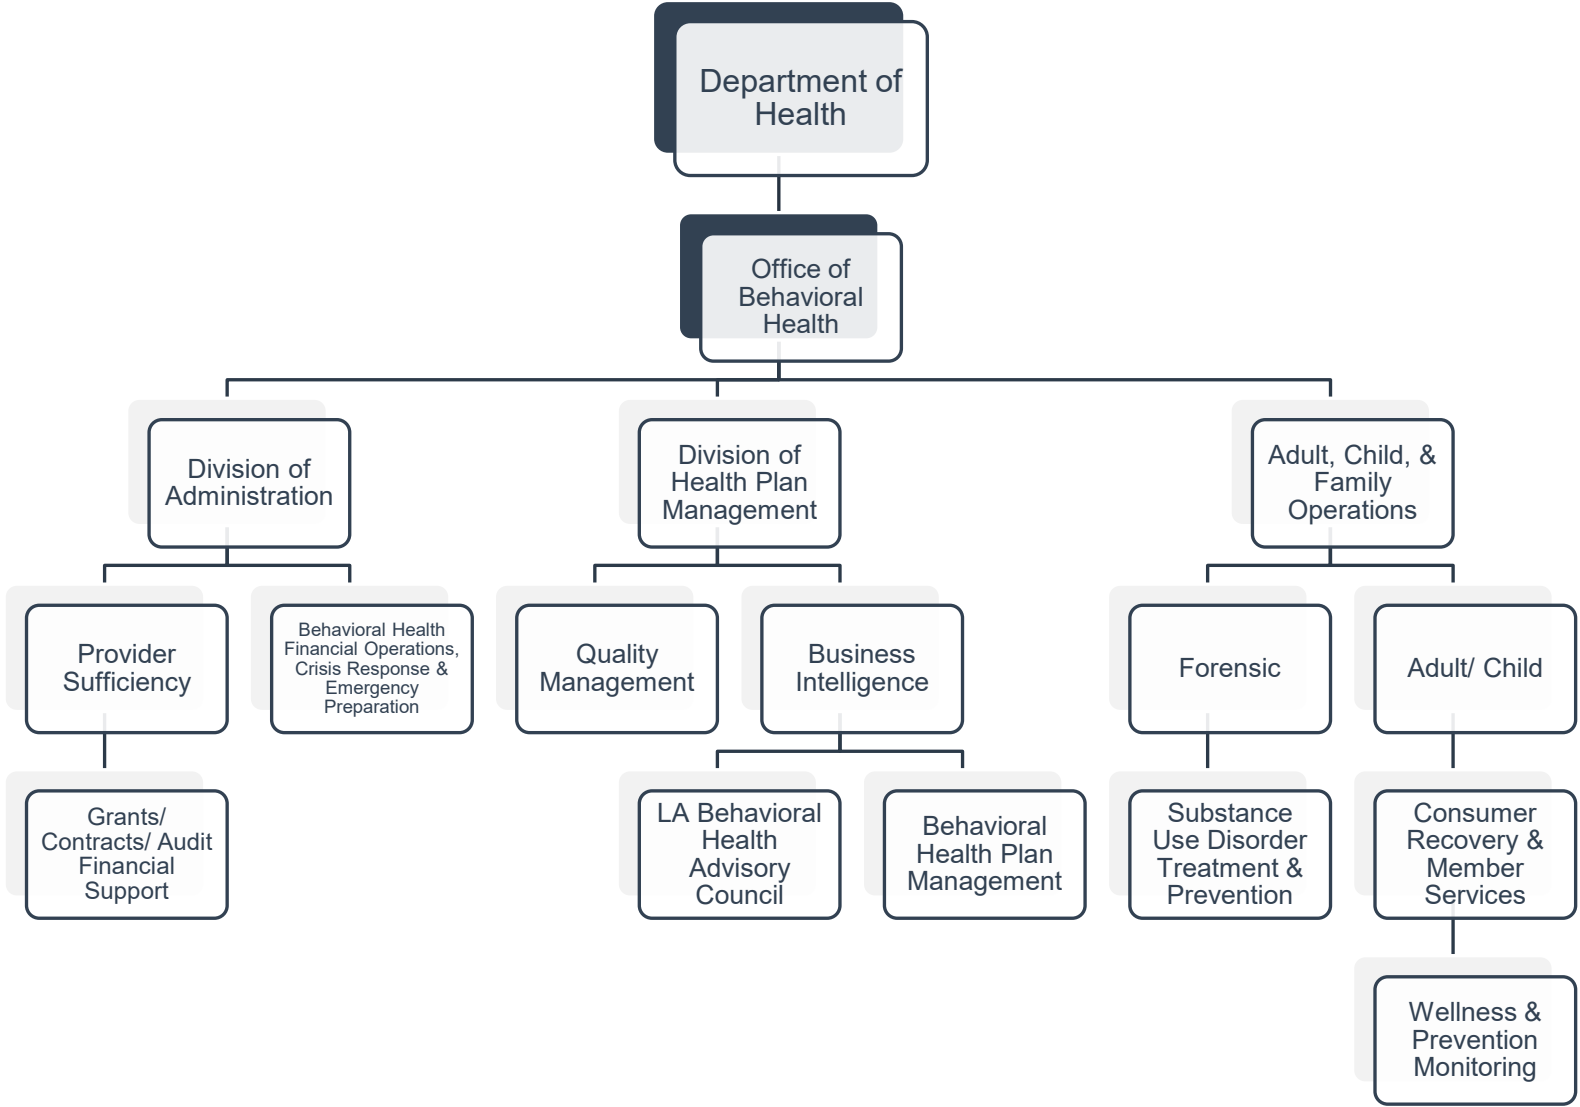 Department of
Health
Office of
Behavioral
Health
Division of
Administration
Division of
Health Plan
Management
Adult, Child, &
Family
Operations
Provider
Sufficiency
Behavioral Health
Financial Operations,
Crisis Response &
Emergency
Preparation
Quality
Management
Business
Intelligence
Forensic
Adult/ Child
Grants/
Contracts/ Audit
Financial
Support
LA Behavioral
Health
Advisory
Council
Behavioral
Health Plan
Management
Substance
Use Disorder
Treatment &
Prevention
Consumer
Recovery &
Member
Services
Wellness &
Prevention
Monitoring